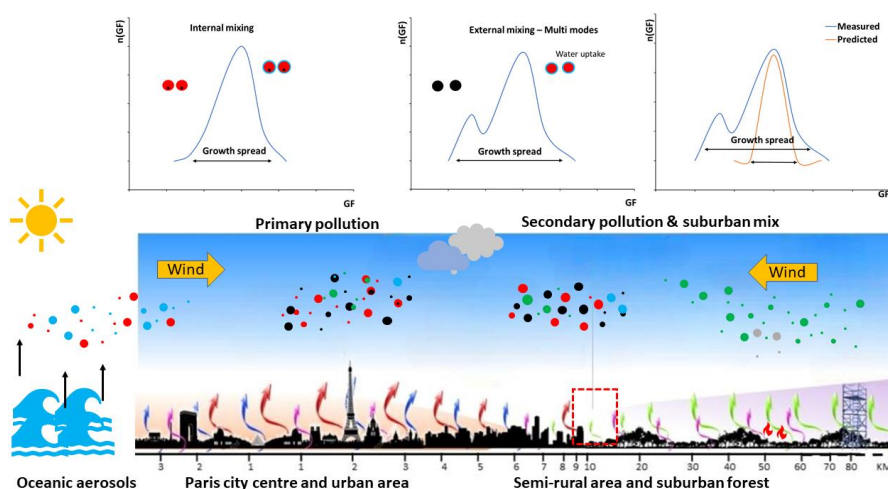 Internal mixing
n(GF)
Growth spread
GF
External mixing – Multi modes
n(GF)
Water uptake
Growth spread
GF
Measured
Predicted
n(GF)
Growth spread
GF
Primary pollution
Secondary pollution & suburban mix
Wind
Wind
3 2 1 1 2 3 4 5 6 7 8 9 10 20 30 40 50 60 70 80 KM
Oceanic aerosols
Paris city centre and urban area
Semi-rural area and suburban forest